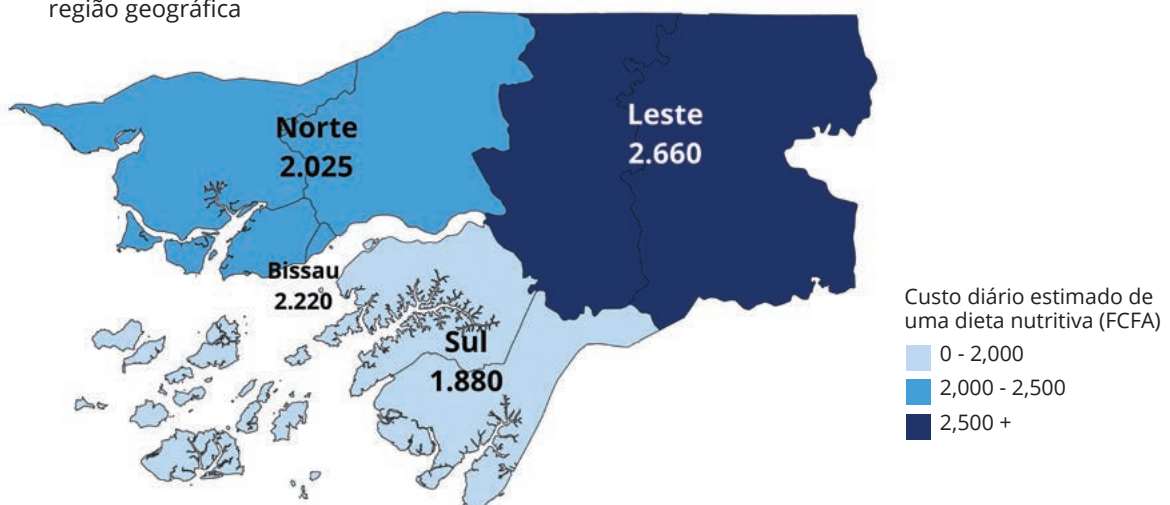 região geográfica
Norte
2.025
Leste
2.660
Bissau
2.220
Sul
1.880
Custo diário estimado de
uma dieta nutritiva (FCFA)
0 - 2,000
2,000 - 2,500
2,500 +